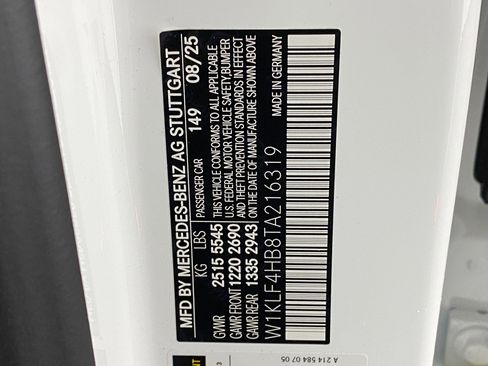 MFD BY MERCEDES-BENZ AG STUTTGART
PASSENGER CAR 149 08/25
KG LBS
GVWR 2515 5545
GAWR FRONT 1220 2690
GAWR REAR 1335 2943
THIS VEHICLE CONFORMS TO ALL APPLICABLE
U.S. FEDERAL MOTOR VEHICLE SAFETY, BUMPER
AND THEFT PREVENTION STANDARDS IN EFFECT
ON THE DATE OF MANUFACTURE SHOWN ABOVE
W1KLF4HB8TA216319
MADE IN GERMANY
A 214 584 07 05